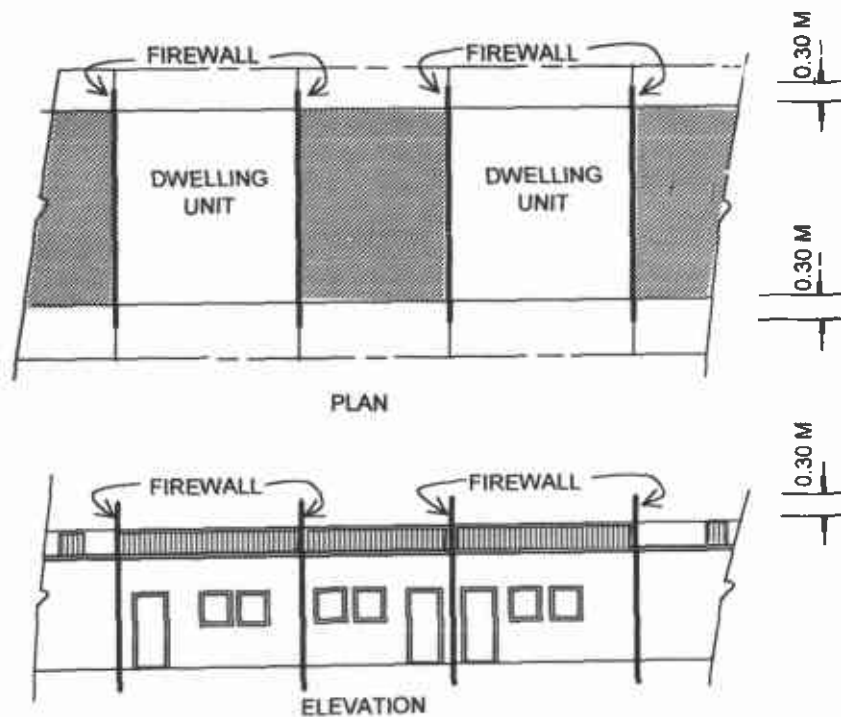 FIREWALL
FIREWALL
0.30 M
DWELLING
UNIT
DWELLING
UNIT
0.30 M
PLAN
FIREWALL
FIREWALL
0.30 M
ELEVATION